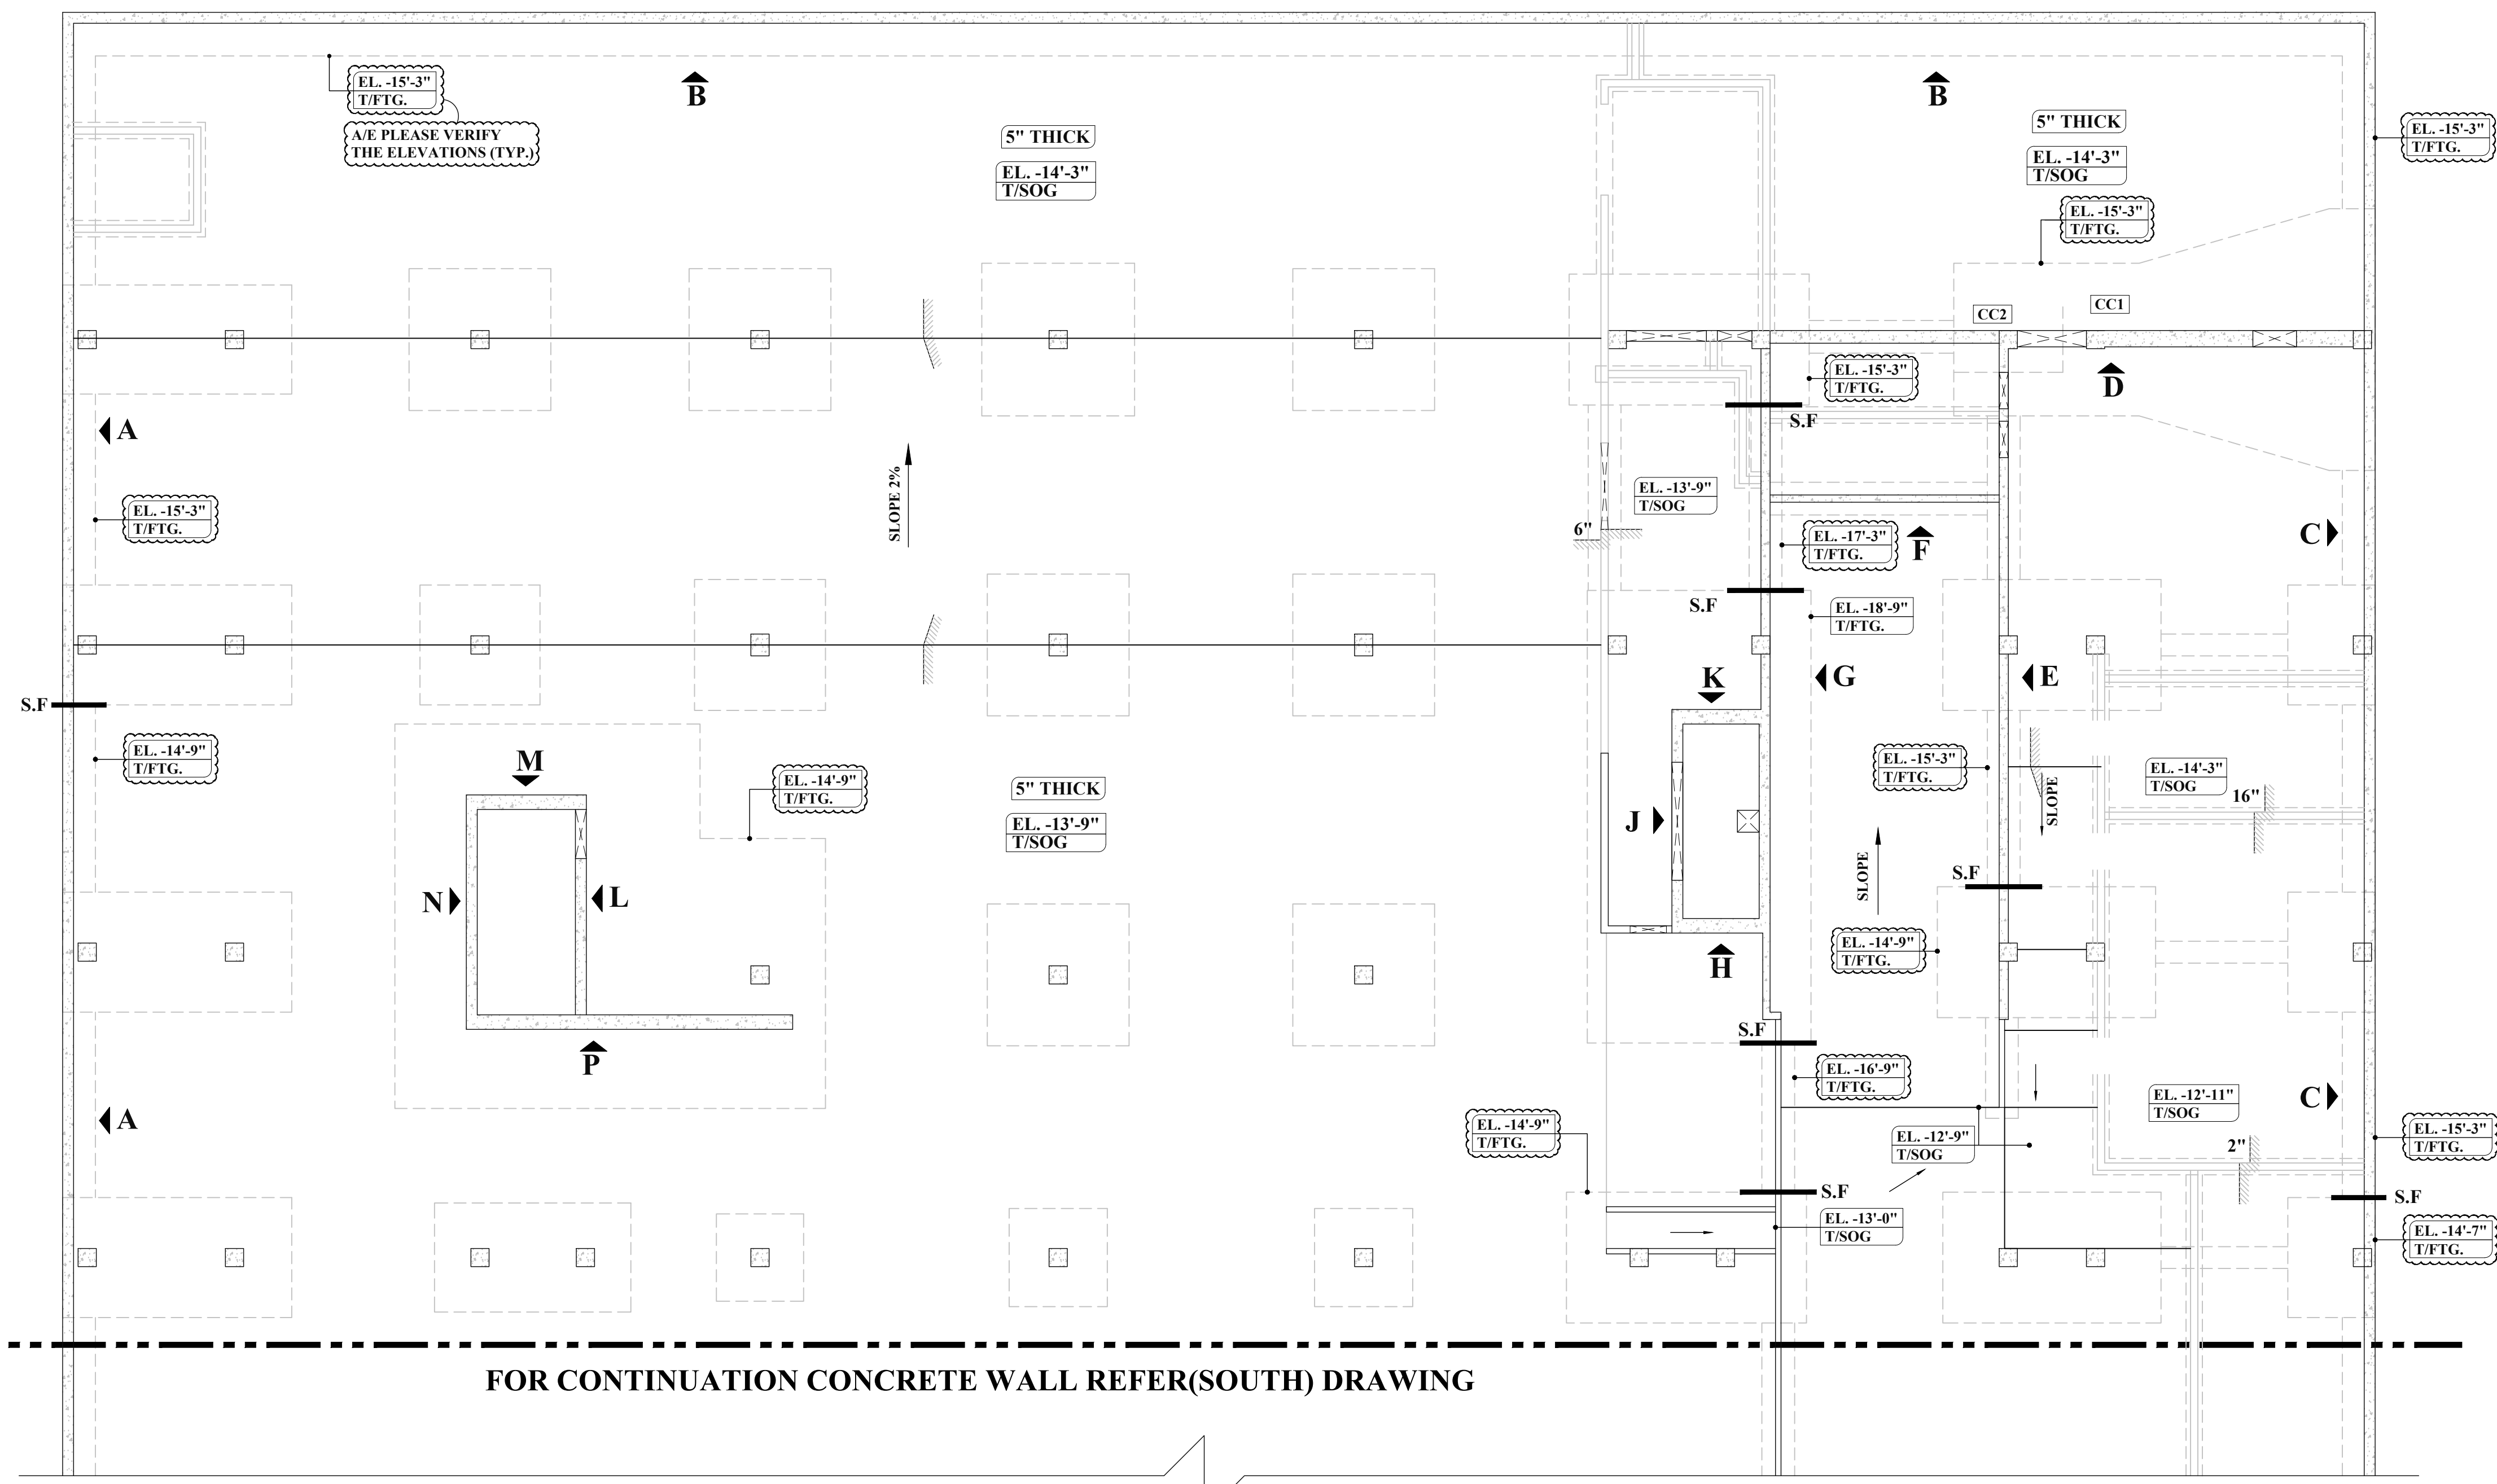 EL. -15'-3"
T/FTG.
A/E PLEASE VERIFY
THE ELEVATIONS (TYP.)
B
B
5" THICK
EL. -14'-3"
T/SOG
5" THICK
EL. -14'-3"
T/SOG
EL. -15'-3"
T/FTG.
EL. -15'-3"
T/FTG.
CC2
CC1
EL. -15'-3"
T/FTG.
D
S.F
A
SLOPE 2%
EL. -13'-9"
T/SOG
6"
EL. -15'-3"
T/FTG.
EL. -17'-3"
T/FTG.
F
C
S.F
EL. -18'-9"
T/FTG.
K
G
E
S.F
EL. -14'-9"
T/FTG.
M
EL. -14'-9"
T/FTG.
5" THICK
EL. -13'-9"
T/SOG
J
EL. -15'-3"
T/FTG.
SLOPE
EL. -14'-3"
T/SOG
16"
SLOPE
S.F
N
L
EL. -14'-9"
T/FTG.
H
S.F
P
A
EL. -16'-9"
T/FTG.
EL. -12'-11"
T/SOG
C
EL. -14'-9"
T/FTG.
EL. -12'-9"
T/SOG
2"
EL. -15'-3"
T/FTG.
S.F
S.F
EL. -13'-0"
T/SOG
EL. -14'-7"
T/FTG.
FOR CONTINUATION CONCRETE WALL REFER(SOUTH) DRAWING